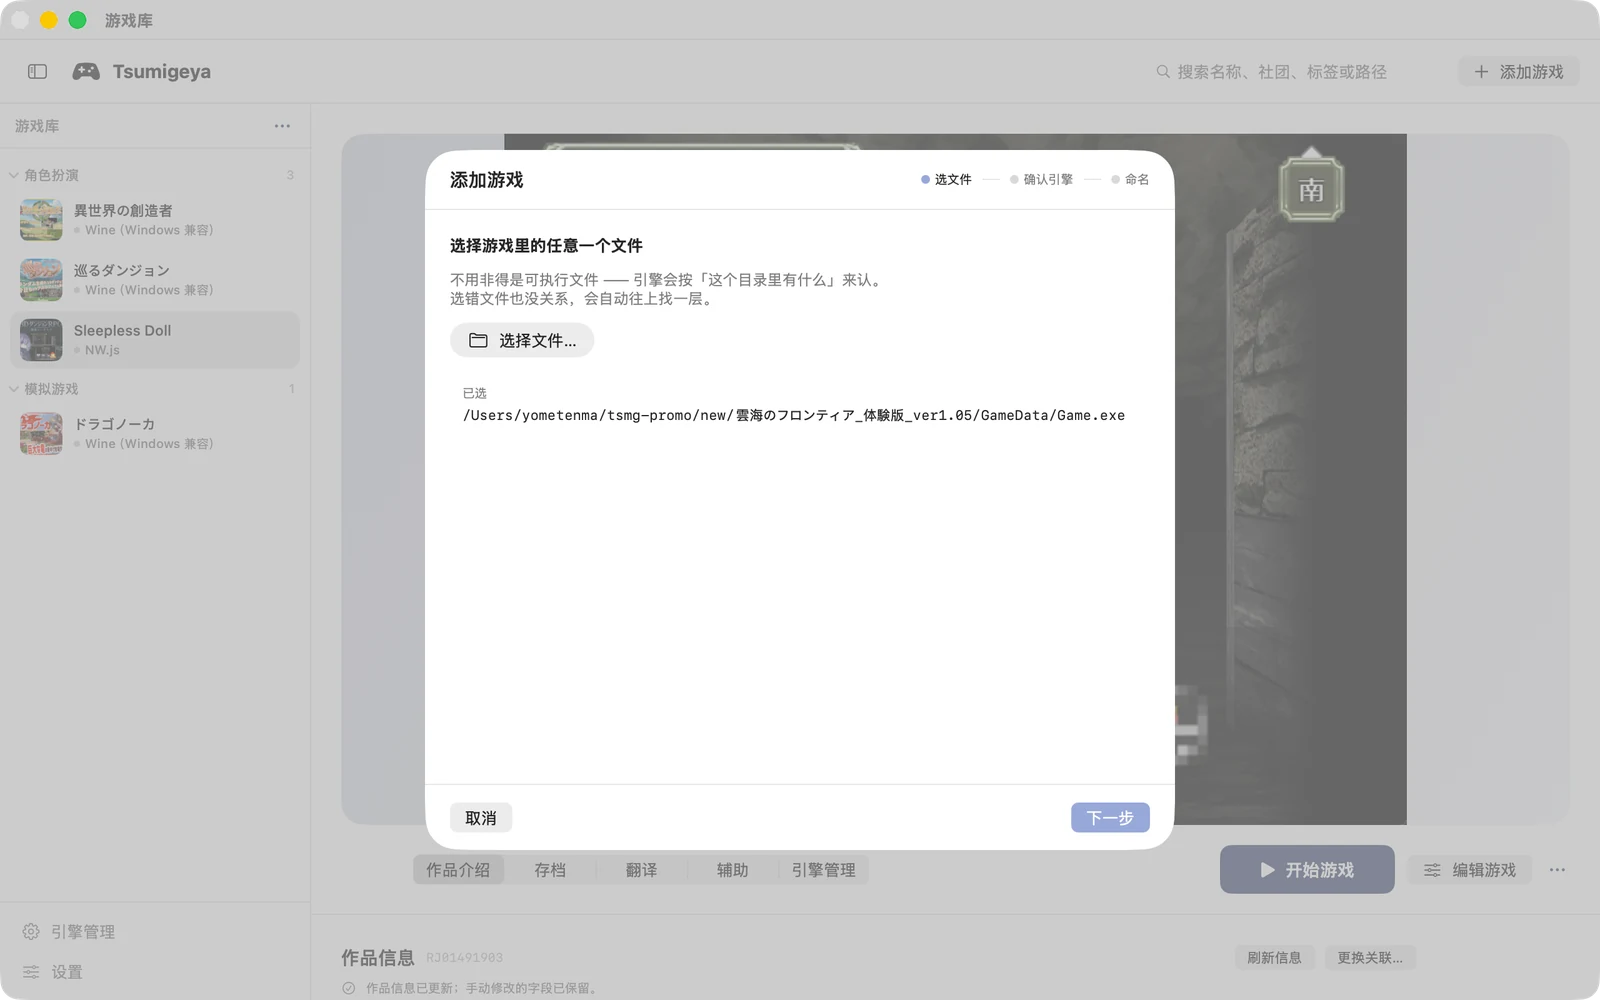 游戏库
Tsumigeya
搜索名称、社团、标签或路径
添加游戏
游戏库
角色扮演 3
異世界の創造者
Wine (Windows 兼容)
巡るダンジョン
Wine (Windows 兼容)
Sleepless Doll
NW.js
模拟游戏 1
ドラゴノーカ
Wine (Windows 兼容)
引擎管理
设置
南
添加游戏
选文件
确认引擎
命名
选择游戏里的任意一个文件
不用非得是可执行文件 —— 引擎会按「这个目录里有什么」来认。
选错文件也没关系，会自动往上找一层。
选择文件...
已选
/Users/yometenma/tsmg-promo/new/雲海のフロンティア_体験版_ver1.05/GameData/Game.exe
取消
下一步
作品介绍
存档
翻译
辅助
引擎管理
开始游戏
编辑游戏
作品信息 RJ01491903
刷新信息
更换关联...
作品信息已更新；手动修改的字段已保留。